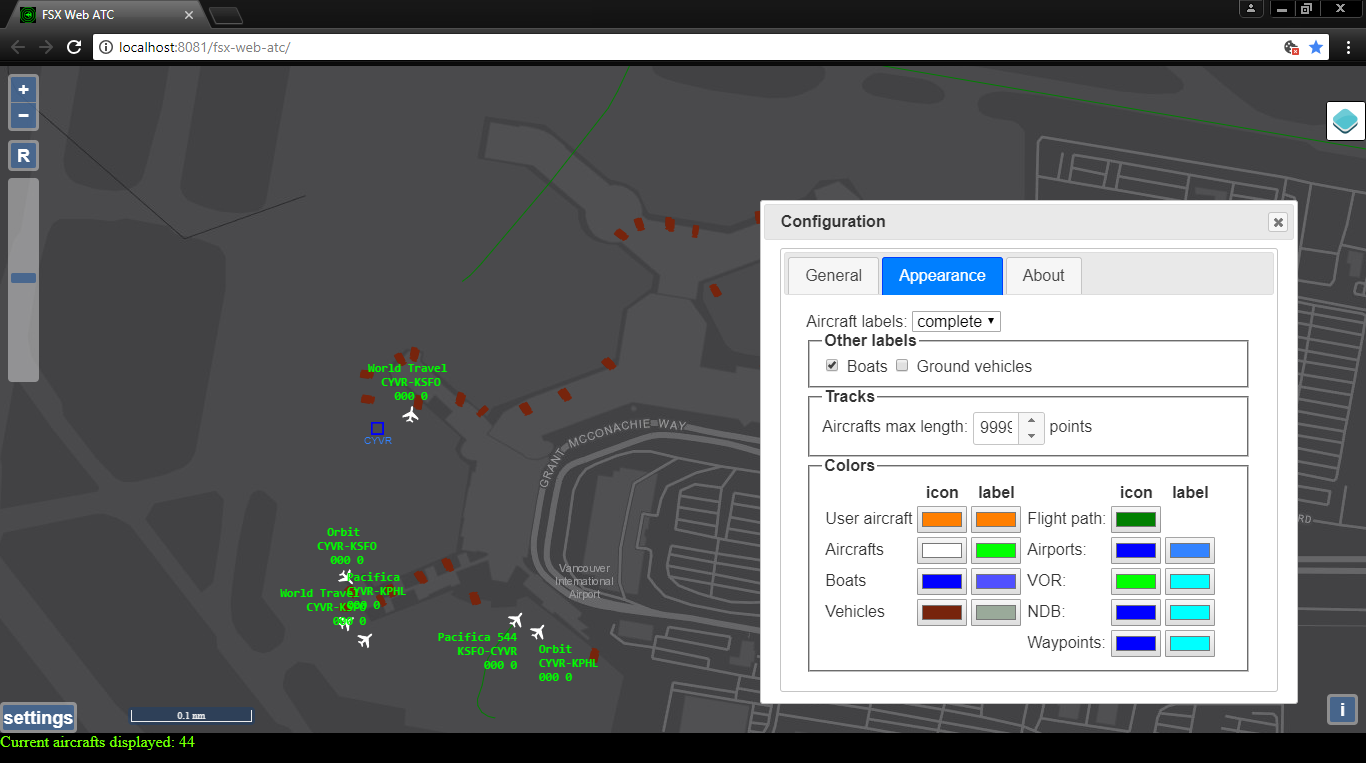 FSX Web ATC
localhost:8081/fsx-web-atc/
+
−
R
Configuration
General Appearance About
Aircraft labels: complete
Other labels
Boats Ground vehicles
Tracks
Aircrafts max length: 9999 points
Colors
icon label icon label
User aircraft Flight path:
Aircrafts Airports:
Boats VOR:
Vehicles NDB:
Waypoints:
World Travel
CYVR-KSFO
000 0
CYVR
GRANT MCCONACHIE WAY
Orbit
CYVR-KSFO
000 0
Pacifica
CYVR-KPHL
000 0
World Travel
CYVR-KSFO
000 0
Vancouver
International
Airport
Pacifica 544
KSFO-CYVR
000 0
Orbit
CYVR-KPHL
000 0
RD
settings
0.1 nm
i
Current aircrafts displayed: 44